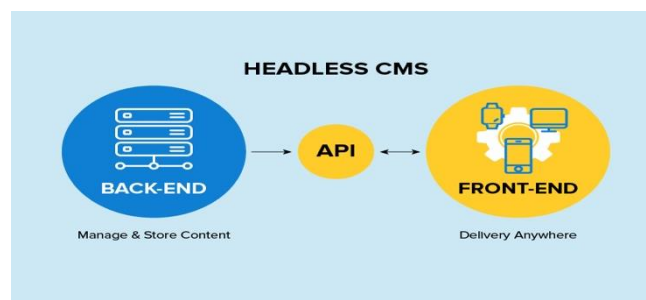 HEADLESS CMS
BACK-END
API
FRONT-END
Manage & Store Content
Delivery Anywhere